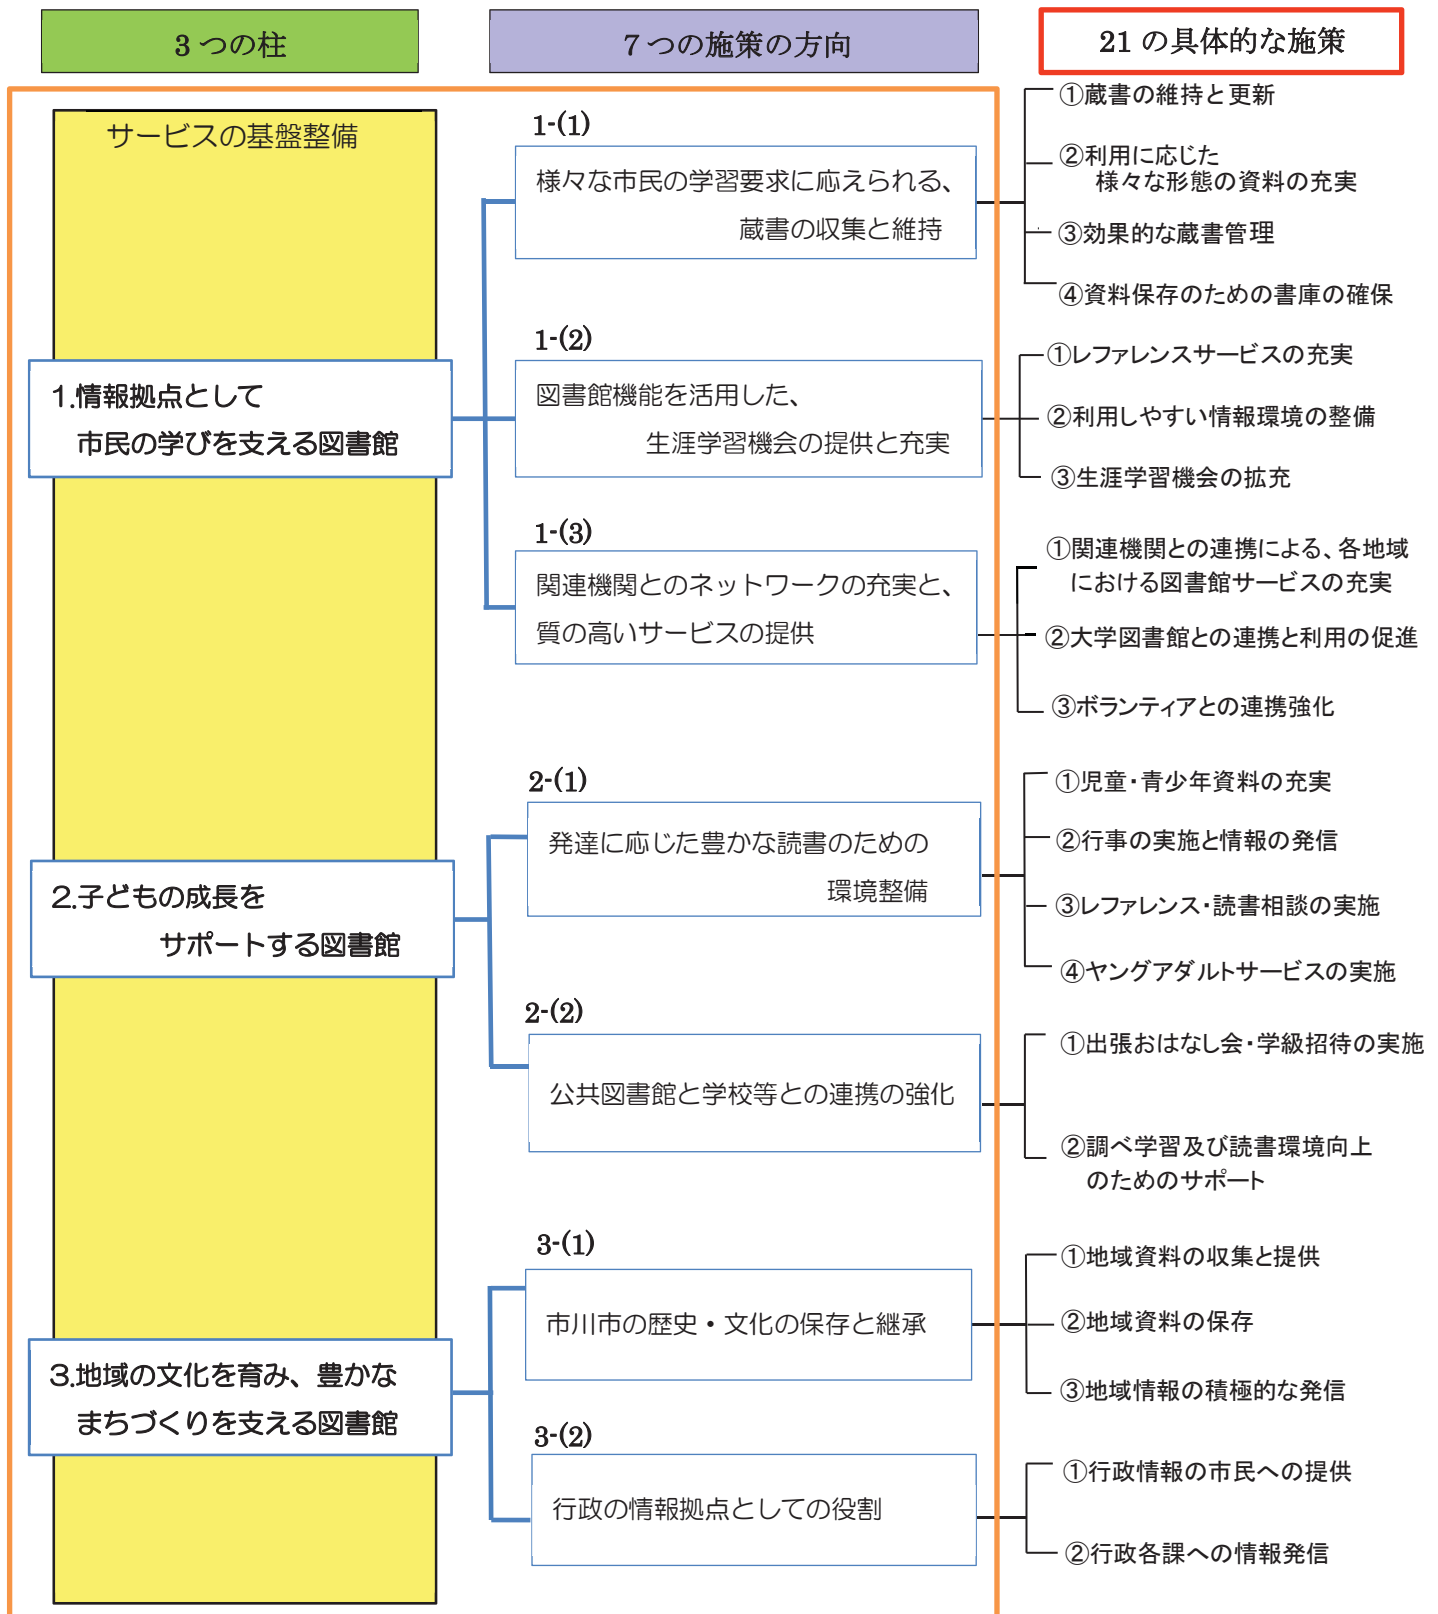 3つの柱
7つの施策の方向
21の具体的な施策
サービスの基盤整備
1.情報拠点として
市民の学びを支える図書館
1-(1)
様々な市民の学習要求に応えられる、
蔵書の収集と維持
①蔵書の維持と更新
②利用に応じた
様々な形態の資料の充実
③効果的な蔵書管理
④資料保存のための書庫の確保
1-(2)
図書館機能を活用した、
生涯学習機会の提供と充実
①レファレンスサービスの充実
②利用しやすい情報環境の整備
③生涯学習機会の拡充
1-(3)
関連機関とのネットワークの充実と、
質の高いサービスの提供
①関連機関との連携による、各地域
における図書館サービスの充実
②大学図書館との連携と利用の促進
③ボランティアとの連携強化
2.子どもの成長を
サポートする図書館
2-(1)
発達に応じた豊かな読書のための
環境整備
①児童・青少年資料の充実
②行事の実施と情報の発信
③レファレンス・読書相談の実施
④ヤングアダルトサービスの実施
2-(2)
公共図書館と学校等との連携の強化
①出張おはなし会・学級招待の実施
②調べ学習及び読書環境向上
のためのサポート
3.地域の文化を育み、豊かな
まちづくりを支える図書館
3-(1)
市川市の歴史・文化の保存と継承
①地域資料の収集と提供
②地域資料の保存
③地域情報の積極的な発信
3-(2)
行政の情報拠点としての役割
①行政情報の市民への提供
②行政各課への情報発信